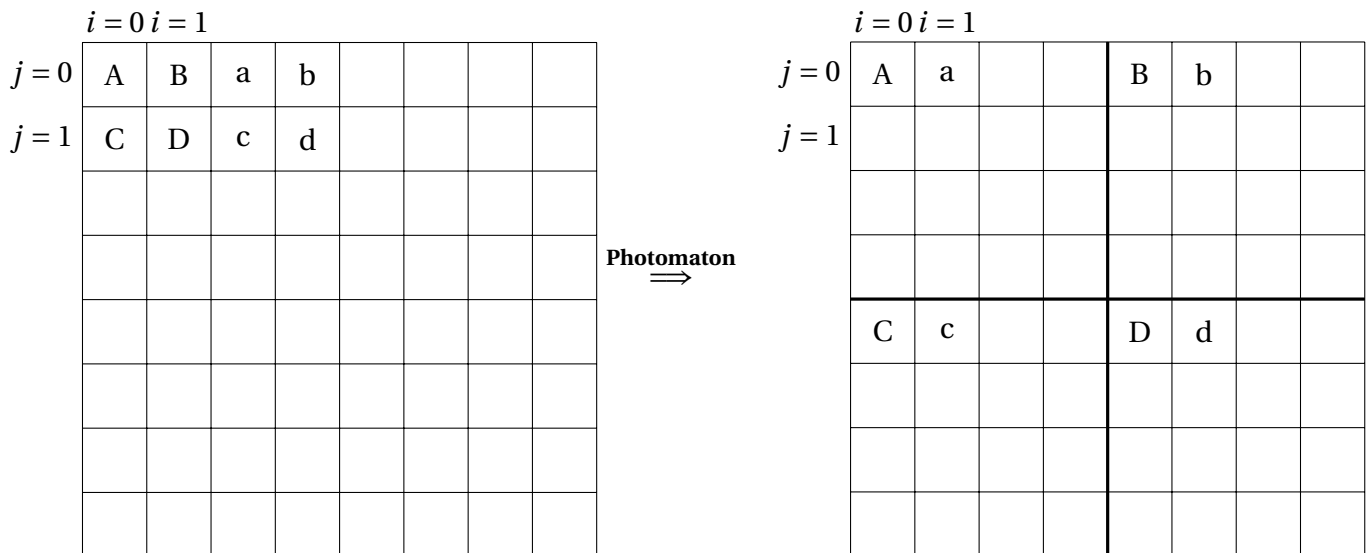 i = 0 i = 1 i = 0 i = 1
j = 0 A B a b j = 0 A a B b
j = 1 C D c d j = 1
Photomaton
⟹
C c D d